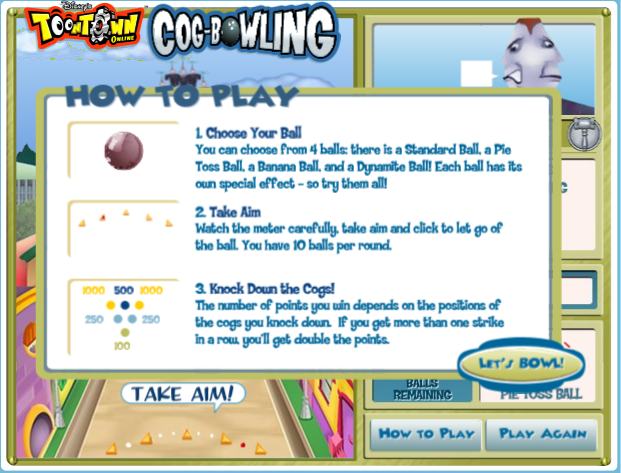 Disney's
TOONTOWN
ONLINE
COG-BOWLING
HOW TO PLAY
1. Choose Your Ball
You can choose from 4 balls: there is a Standard Ball, a Pie
Toss Ball, a Banana Ball, and a Dynamite Ball! Each ball has its
own special effect - so try them all!
2. Take Aim
Watch the meter carefully, take aim and click to let go of
the ball. You have 10 balls per round.
1000 500 1000
250 250
100
3. Knock Down the Cogs!
The number of points you win depends on the positions of
the cogs you knock down. If you get more than one strike
in a row, you'll get double the points.
LET'S BOWL!
TAKE AIM!
BALLS
REMAINING
PIE TOSS BALL
HOW TO PLAY
PLAY AGAIN